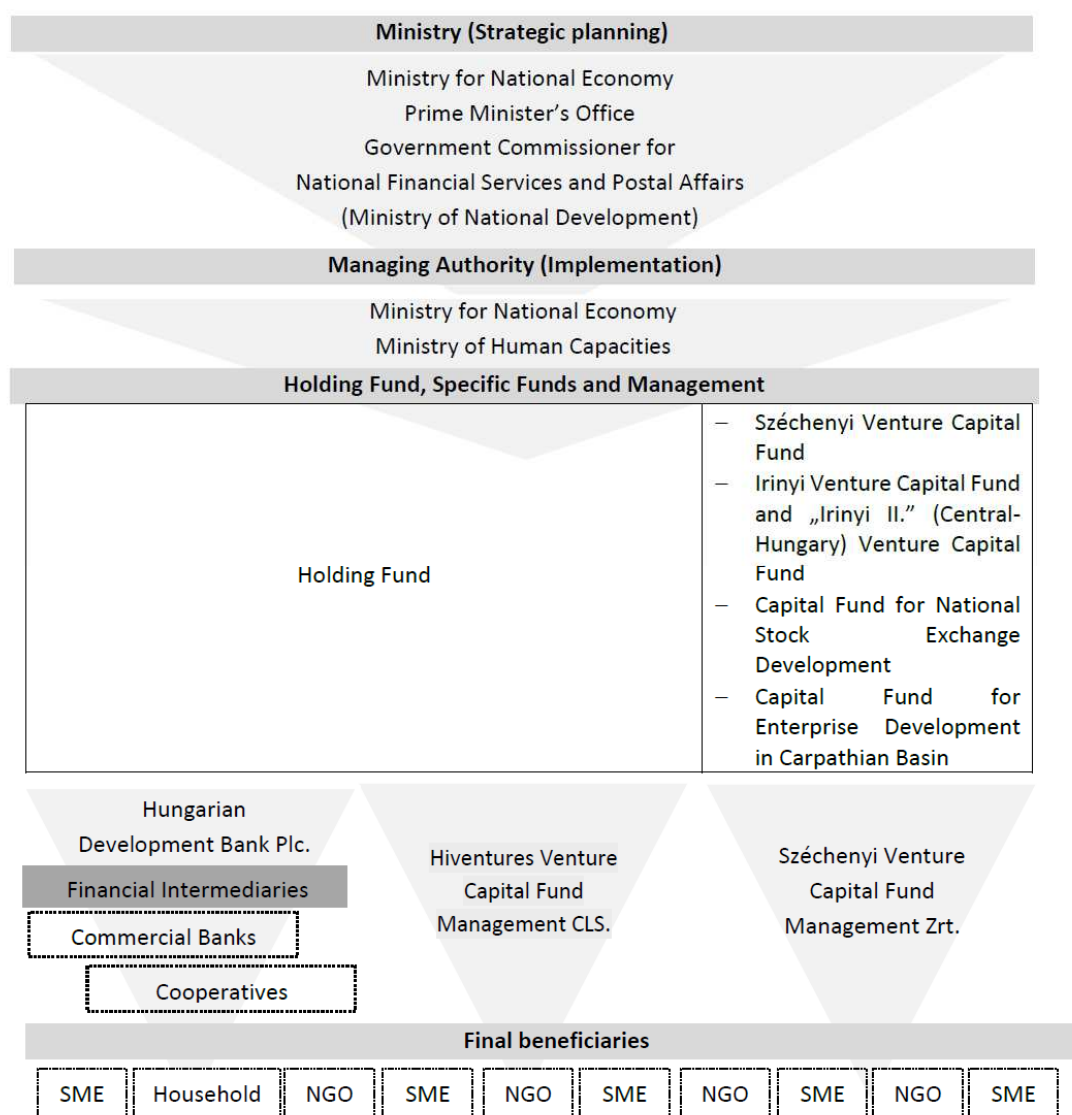 Ministry (Strategic planning)
Ministry for National Economy
Prime Minister's Office
Government Commissioner for
National Financial Services and Postal Affairs
(Ministry of National Development)
Managing Authority (Implementation)
Ministry for National Economy
Ministry of Human Capacities
Holding Fund, Specific Funds and Management
Holding Fund
– Széchenyi Venture Capital
Fund
– Irinyi Venture Capital Fund
and „Irinyi II.” (Central-
Hungary) Venture Capital
Fund
– Capital Fund for National
Stock Exchange
Development
– Capital Fund for
Enterprise Development
in Carpathian Basin
Hungarian
Development Bank Plc.
Financial Intermediaries
Commercial Banks
Cooperatives
Hiventures Venture
Capital Fund
Management CLS.
Széchenyi Venture
Capital Fund
Management Zrt.
Final beneficiaries
SME Household NGO SME NGO SME NGO SME NGO SME